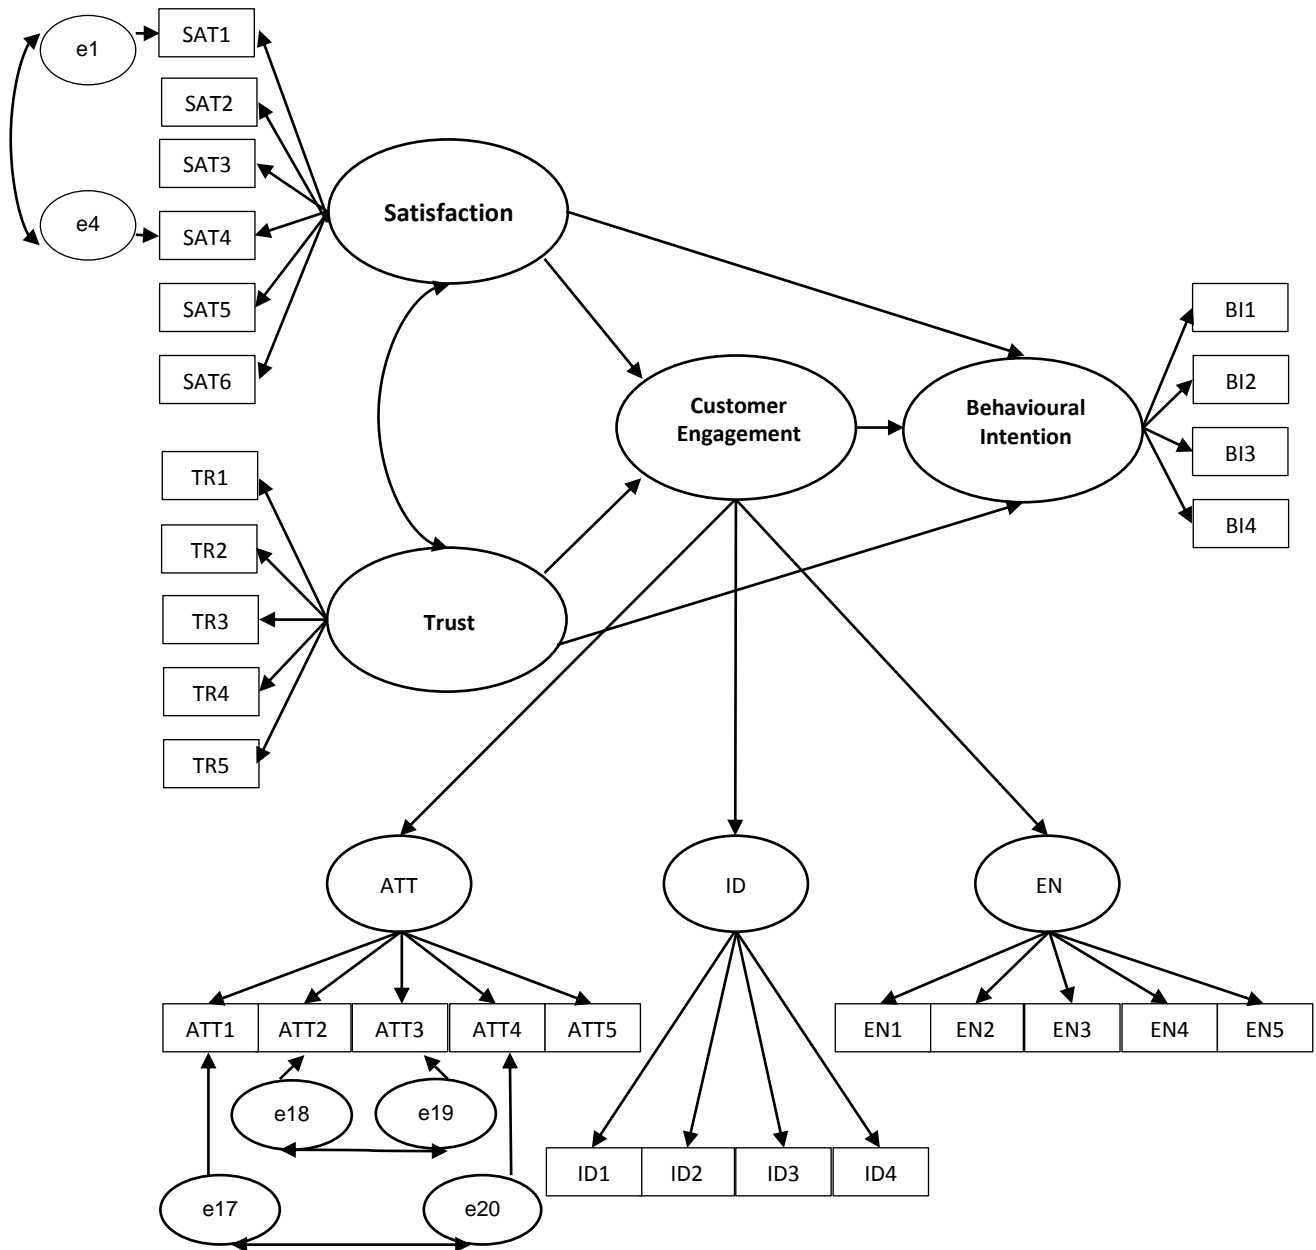 e1
SAT1
SAT2
SAT3
e4
SAT4
SAT5
SAT6
Satisfaction
TR1
TR2
TR3
TR4
TR5
Trust
Customer
Engagement
Behavioural
Intention
BI1
BI2
BI3
BI4
ATT
ID
EN
ATT1
ATT2
ATT3
ATT4
ATT5
EN1
EN2
EN3
EN4
EN5
e18
e19
ID1
ID2
ID3
ID4
e17
e20